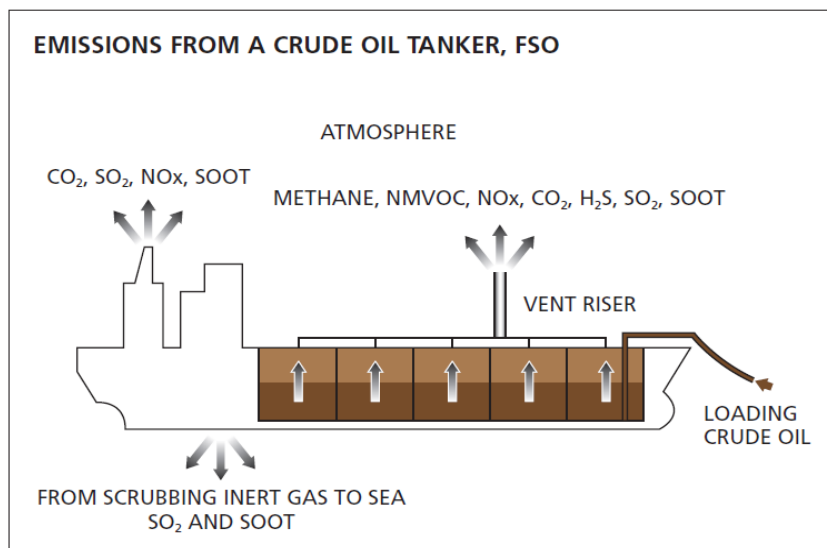 EMISSIONS FROM A CRUDE OIL TANKER, FSO
ATMOSPHERE
CO₂, SO₂, NOx, SOOT
METHANE, NMVOC, NOx, CO₂, H₂S, SO₂, SOOT
VENT RISER
LOADING
CRUDE OIL
FROM SCRUBBING INERT GAS TO SEA
SO₂ AND SOOT